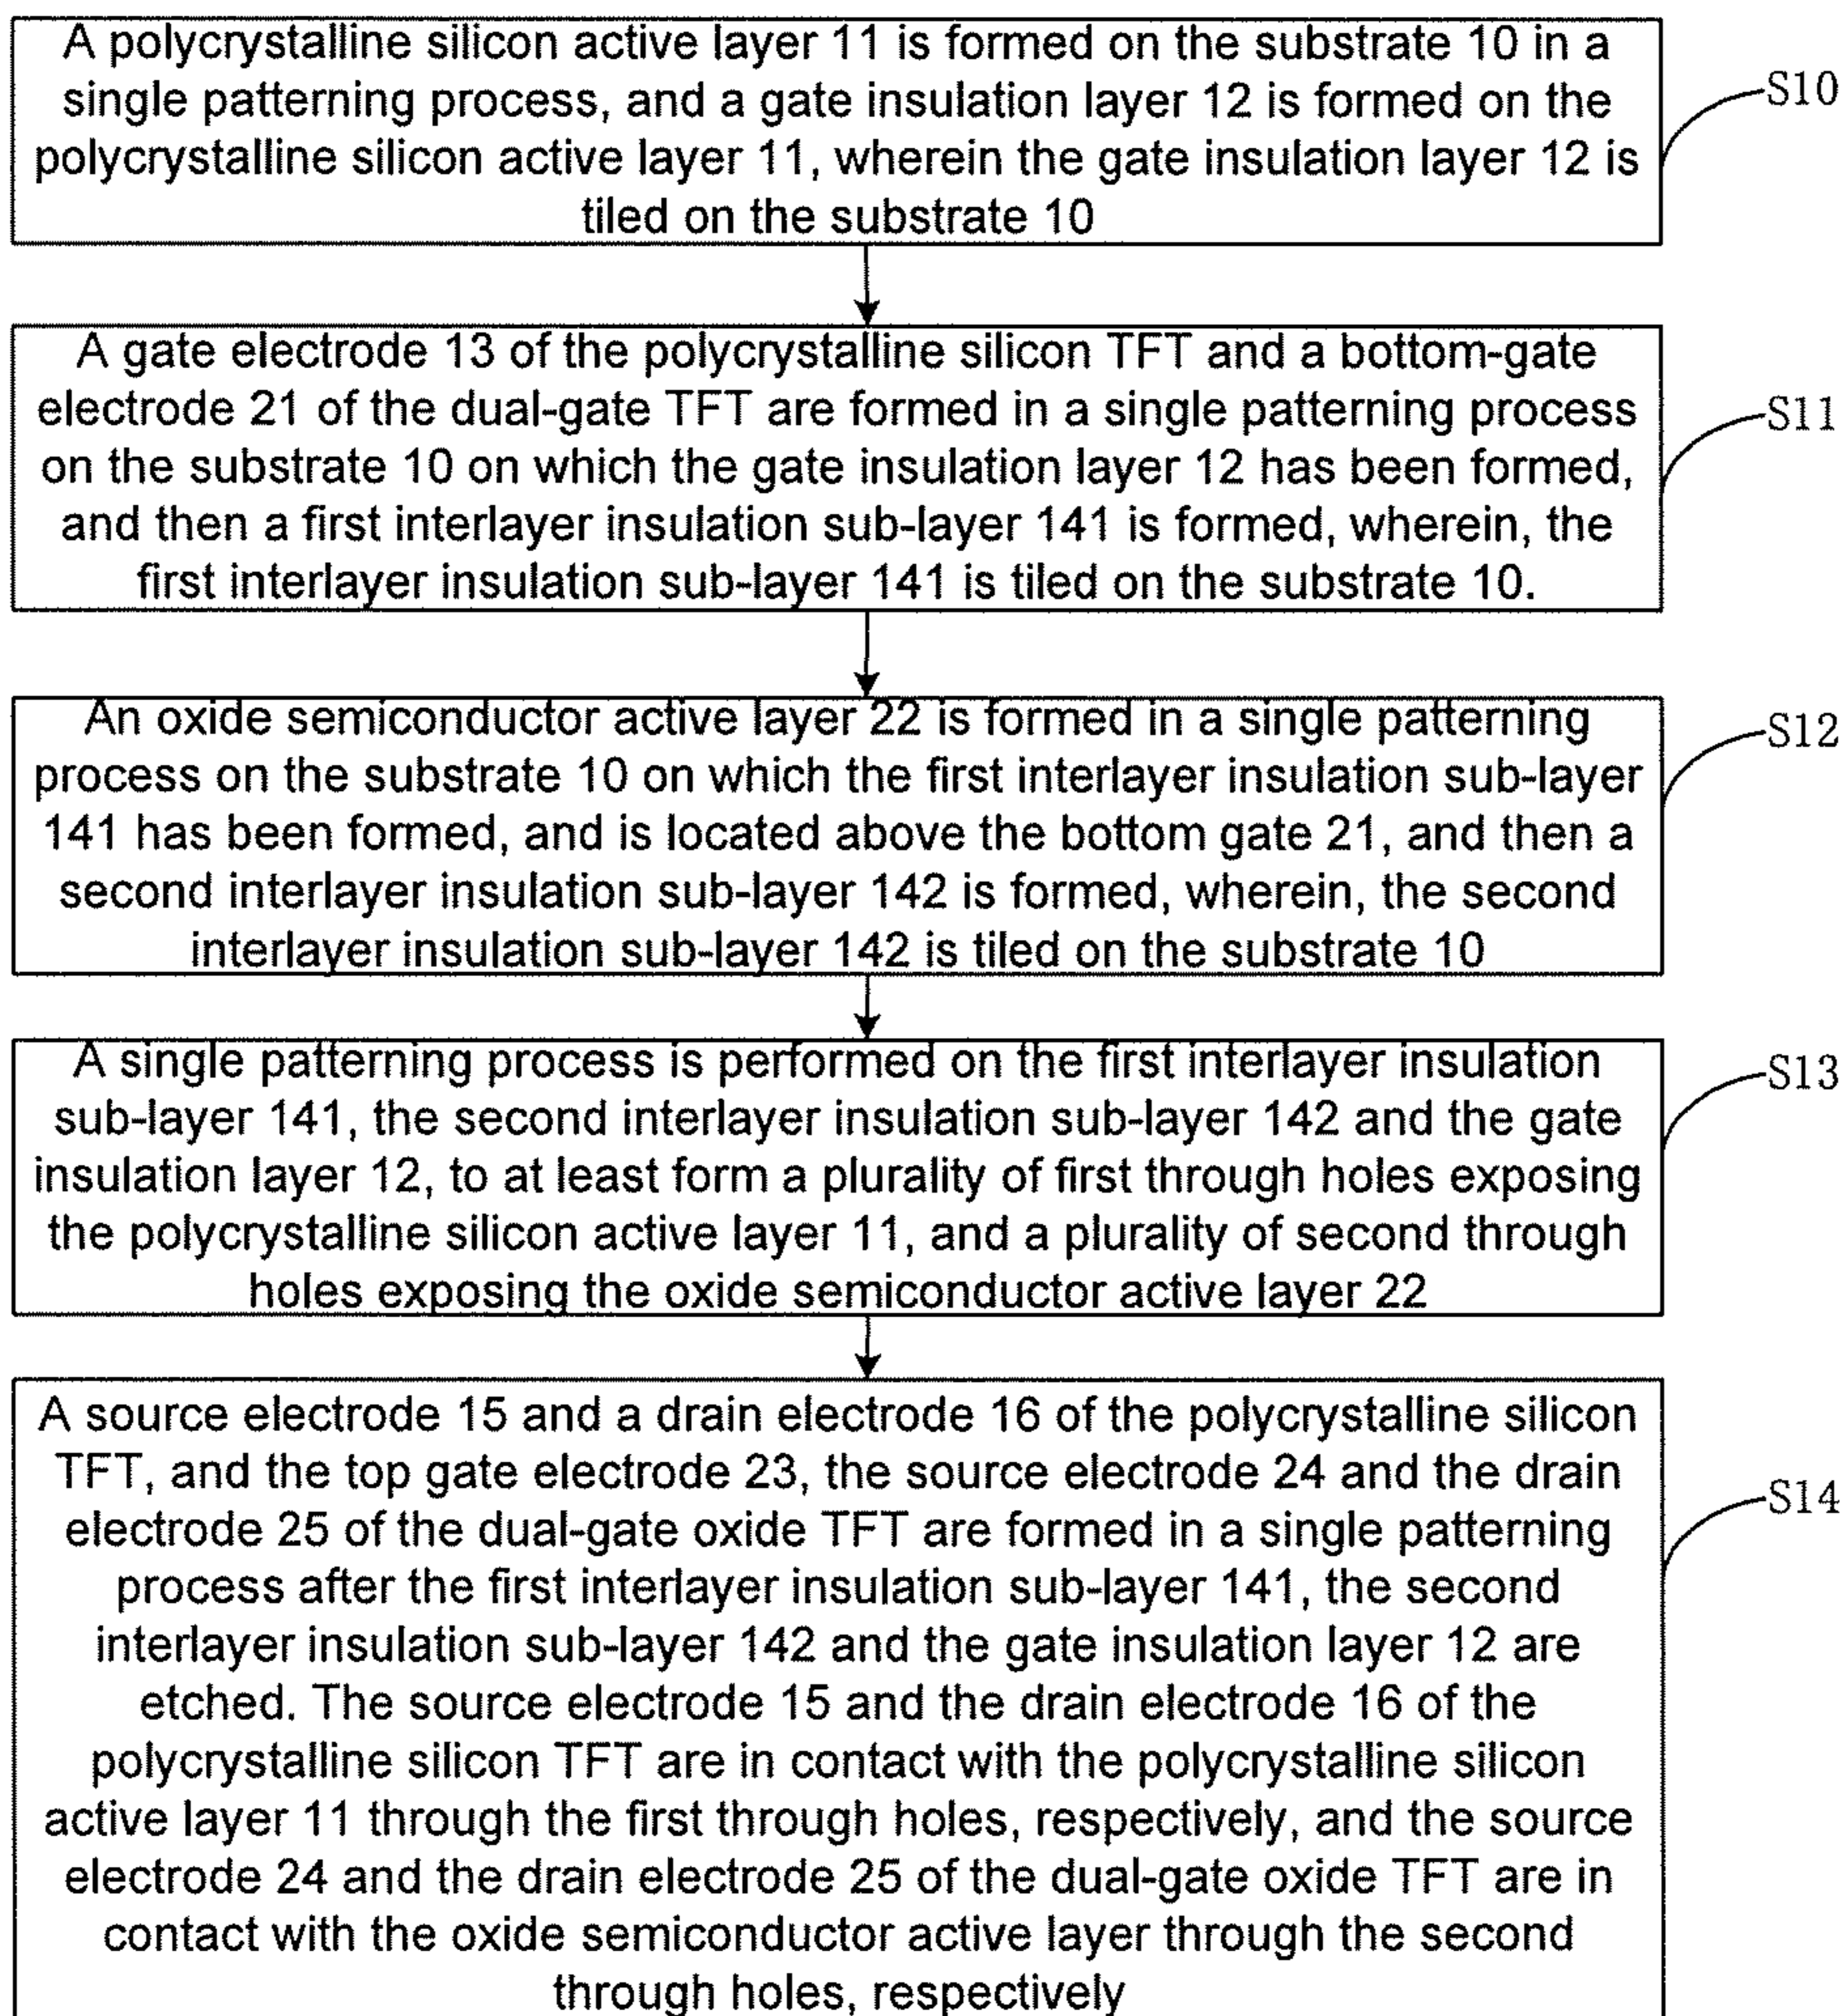 A polycrystalline silicon active layer 11 is formed on the substrate 10 in a
single patterning process, and a gate insulation layer 12 is formed on the
polycrystalline silicon active layer 11, wherein the gate insulation layer 12 is
tiled on the substrate 10
S10
A gate electrode 13 of the polycrystalline silicon TFT and a bottom-gate
electrode 21 of the dual-gate TFT are formed in a single patterning process
on the substrate 10 on which the gate insulation layer 12 has been formed,
and then a first interlayer insulation sub-layer 141 is formed, wherein, the
first interlayer insulation sub-layer 141 is tiled on the substrate 10.
S11
An oxide semiconductor active layer 22 is formed in a single patterning
process on the substrate 10 on which the first interlayer insulation sub-layer
141 has been formed, and is located above the bottom gate 21, and then a
second interlayer insulation sub-layer 142 is formed, wherein, the second
interlayer insulation sub-layer 142 is tiled on the substrate 10
S12
A single patterning process is performed on the first interlayer insulation
sub-layer 141, the second interlayer insulation sub-layer 142 and the gate
insulation layer 12, to at least form a plurality of first through holes exposing
the polycrystalline silicon active layer 11, and a plurality of second through
holes exposing the oxide semiconductor active layer 22
S13
A source electrode 15 and a drain electrode 16 of the polycrystalline silicon
TFT, and the top gate electrode 23, the source electrode 24 and the drain
electrode 25 of the dual-gate oxide TFT are formed in a single patterning
process after the first interlayer insulation sub-layer 141, the second
interlayer insulation sub-layer 142 and the gate insulation layer 12 are
etched. The source electrode 15 and the drain electrode 16 of the
polycrystalline silicon TFT are in contact with the polycrystalline silicon
active layer 11 through the first through holes, respectively, and the source
electrode 24 and the drain electrode 25 of the dual-gate oxide TFT are in
contact with the oxide semiconductor active layer through the second
through holes, respectively
S14